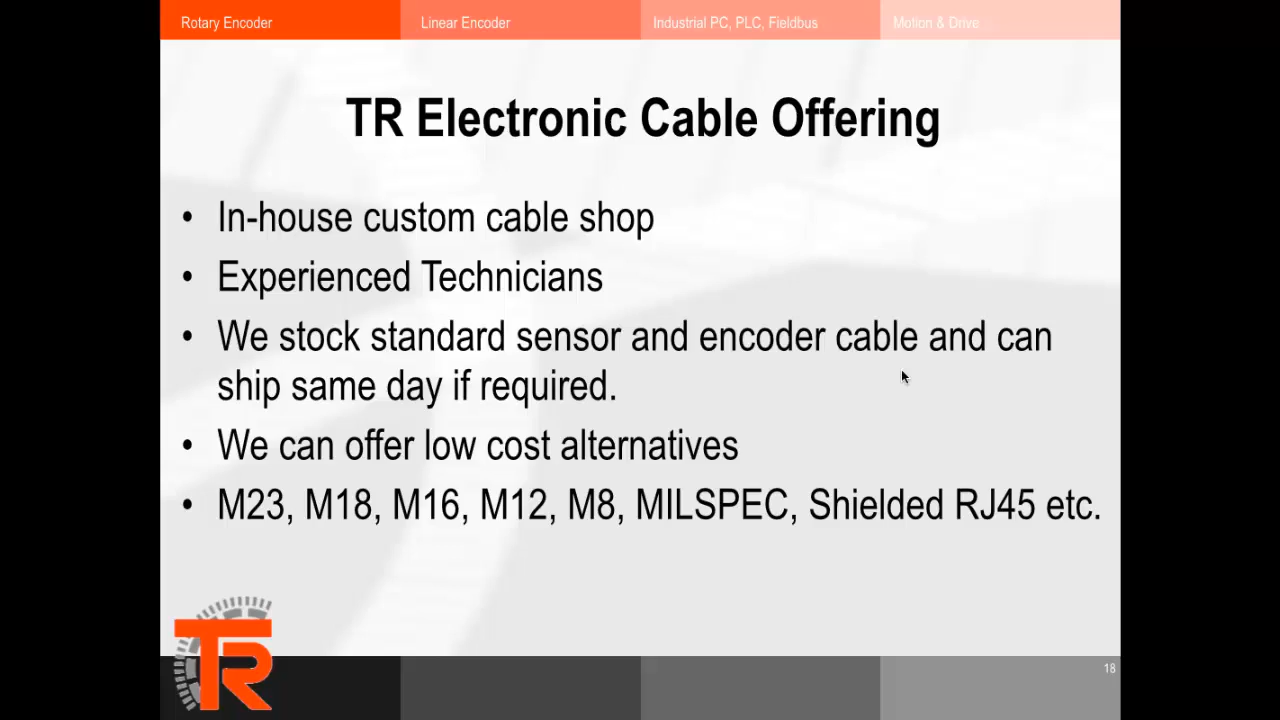 Rotary Encoder
Linear Encoder
Industrial PC, PLC, Fieldbus
Motion & Drive
TR Electronic Cable Offering
• In-house custom cable shop
• Experienced Technicians
• We stock standard sensor and encoder cable and can
ship same day if required.
• We can offer low cost alternatives
• M23, M18, M16, M12, M8, MILSPEC, Shielded RJ45 etc.
TR
18